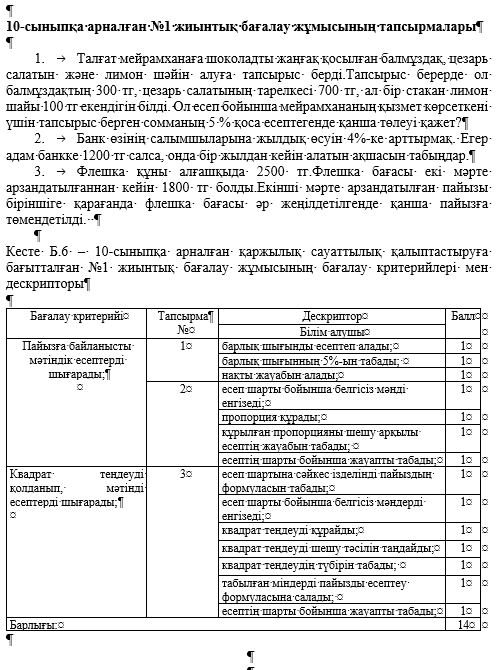 10-сыныпқа арналған №1 жиынтық бағалау жұмысының тапсырмалары¶
1. → Талғат мейрамханаға шоколадты жаңғақ қосылған балмұздақ, цезарь
салатын және лимон шәйін алуға тапсырыс берді.Тапсырыс берерде ол
балмұздақтың 300 тг, цезарь салатының тарелкесі 700 тг, ал бір стакан лимон
шайы 100 тг екендігін білді. Ол есеп бойынша мейрамхананың қызмет көрсеткені
үшін тапсырыс берген сомманың 5 % қоса есептегенде қанша төлеуі қажет?¶
2. → Банк өзінің салымшыларына жылдық өсуін 4%-ке арттырмақ. Егер
адам банкке 1200 тг салса, онда бір жылдан кейін алатын ақшасын табыңдар.¶
3. → Флешка құны алғашқыда 2500 тг.Флешка бағасы екі мәрте
арзандатылғаннан кейін 1800 тг болды.Екінші мәрте арзандатылған пайызы
біріншіге қарағанда флешка бағасы әр жеңілдетілгенде қанша пайызға
төмендетілді. ¶
Кесте Б.6 – 10-сыныпқа арналған қаржылық сауаттылық қалыптастыруға
бағытталған №1 жиынтық бағалау жұмысының бағалау критерийлері мен
дескрипторы¶
Бағалау критерийі¤ Тапсырма¶ Дескриптор¤ Балл¤
№¤ Білім алушы¤
Пайызға байланысты 1¤ барлық шығынды есептеп алады;¤ 1¤
мәтіндік есептерді барлық шығынның 5%-ын табады; ¤ 1¤
шығарады;¶ нақты жауабын алады;¤ 1¤
2¤ есеп шарты бойынша белгісіз мәнді 1¤
енгізеді;¤
пропорция құрады;¤ 1¤
құрылған пропорцияны шешу арқылы 1¤
есептің жауабын табады;¤
есептің шарты бойынша жауапты табады;¤ 1¤
Квадрат теңдеуді 3¤ есеп шартына сәйкес ізделінді пайыздың 1¤
қолданып, мәтінді формуласын табады;¤
есептерді шығарады;¶ есеп шарты бойынша белгісіз мәндерді 1¤
енгізеді;¤
квадрат теңдеуді құрайды;¤ 1¤
квадрат теңдеуді шешу тәсілін таңдайды;¤ 1¤
квадрат теңдеудің түбірін табады;¤ 1¤
табылған міндерді пайызды есептеу 1¤
формуласына салады; ¤
есептің шарты бойынша жауапты табады;¤ 1¤
Барлығы:¤ 14¤